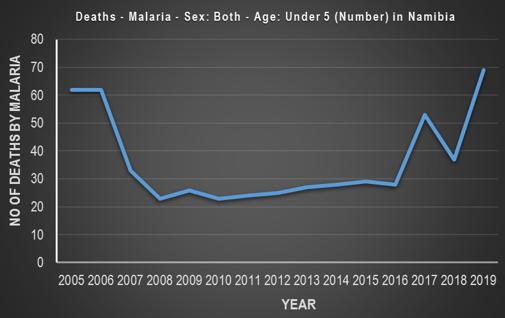 Deaths - Malaria - Sex: Both - Age: Under 5 (Number) in Namibia
NO OF DEATHS BY MALARIA
80
70
60
50
40
30
20
10
0
2005 2006 2007 2008 2009 2010 2011 2012 2013 2014 2015 2016 2017 2018 2019
YEAR